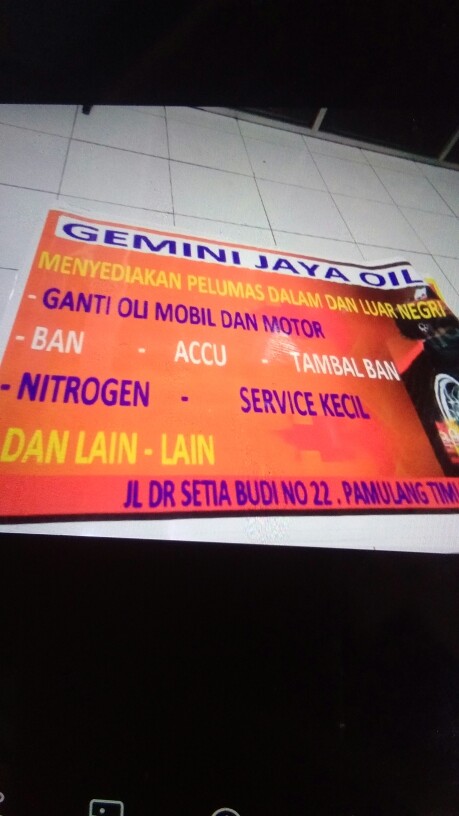 GEMINI JAYA OIL
MENYEDIAKAN PELUMAS DALAM DAN LUAR NEGRI
- GANTI OLI MOBIL DAN MOTOR
- BAN - ACCU - TAMBAL BAN
- NITROGEN - SERVICE KECIL
DAN LAIN - LAIN
JL DR SETIA BUDI NO 22 . PAMULANG TIMU